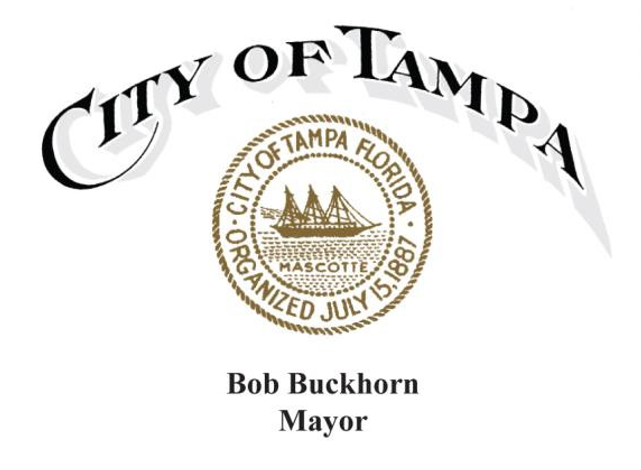 CITY OF TAMPA
CITY OF TAMPA FLORIDA
MASCOTTE
· ORGANIZED JULY 15, 1887 ·
Bob Buckhorn
Mayor